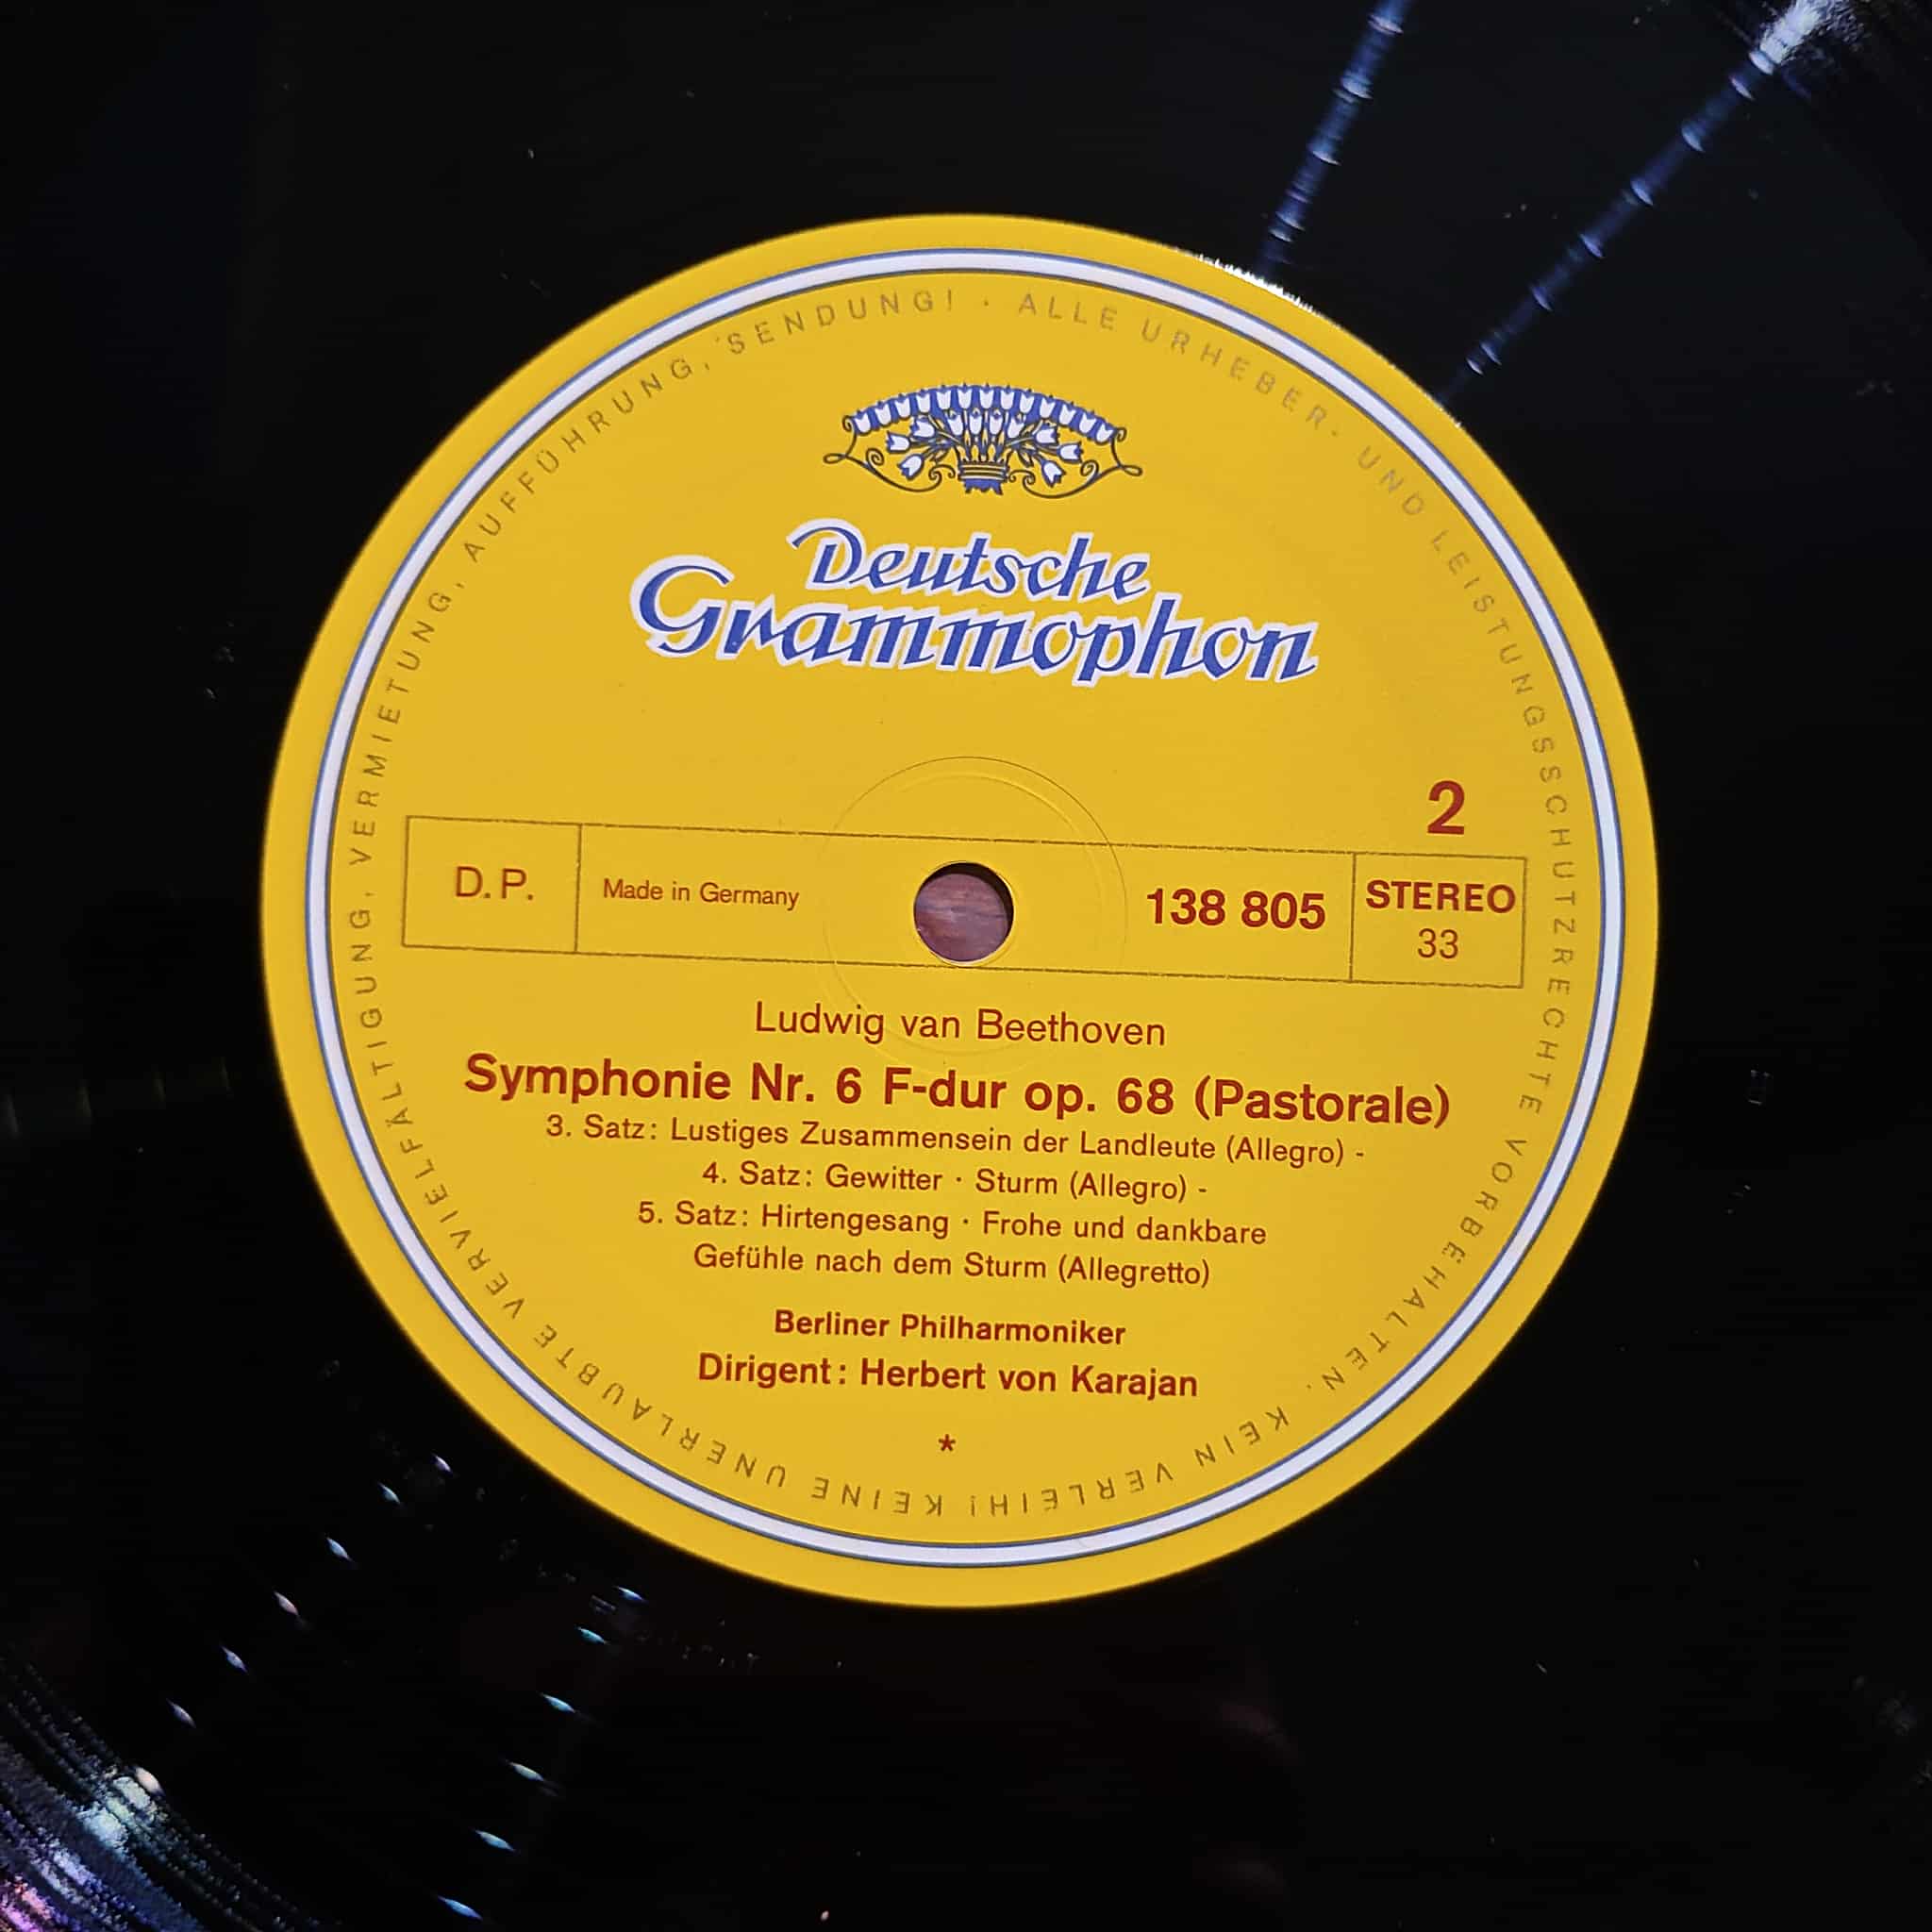 Deutsche
Grammophon
2
D. P.
Made in Germany
138 805
STEREO
33
Ludwig van Beethoven
Symphonie Nr. 6 F-dur op. 68 (Pastorale)
3. Satz: Lustiges Zusammensein der Landleute (Allegro) -
4. Satz: Gewitter · Sturm (Allegro) -
5. Satz: Hirtengesang · Frohe und dankbare
Gefühle nach dem Sturm (Allegretto)
Berliner Philharmoniker
Dirigent: Herbert von Karajan
*
ALLE URHEBER- UND LEISTUNGSSCHUTZRECHTE VORBEHALTEN. KEIN VERLEIH! KEINE UNERLAUBTE VERVIELFÄLTIGUNG, VERMIETUNG, AUFFÜHRUNG, SENDUNG! ·